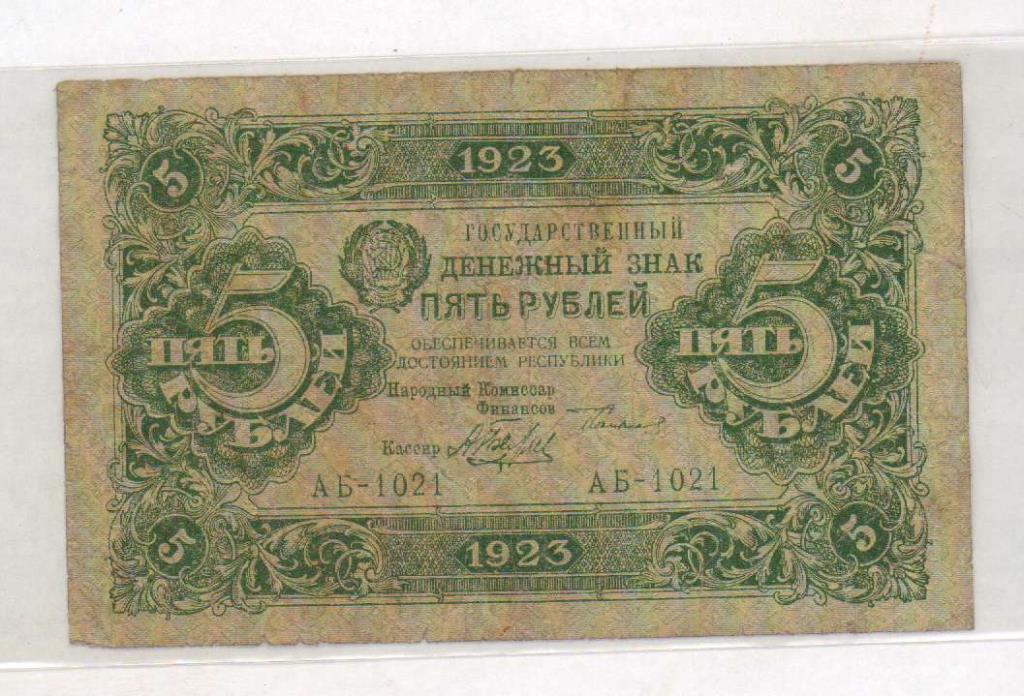 1923
5
5
ГОСУДАРСТВЕННЫЙ
ДЕНЕЖНЫЙ ЗНАК
ПЯТЬ РУБЛЕЙ
5
ПЯТЬ
РУБЛЕЙ
5
ПЯТЬ
РУБЛЕЙ
ОБЕСПЕЧИВАЕТСЯ ВСЕМ
ДОСТОЯНИЕМ РЕСПУБЛИКИ
Народный Комиссар
Финансов
Кассир
АБ-1021
АБ-1021
5
1923
5